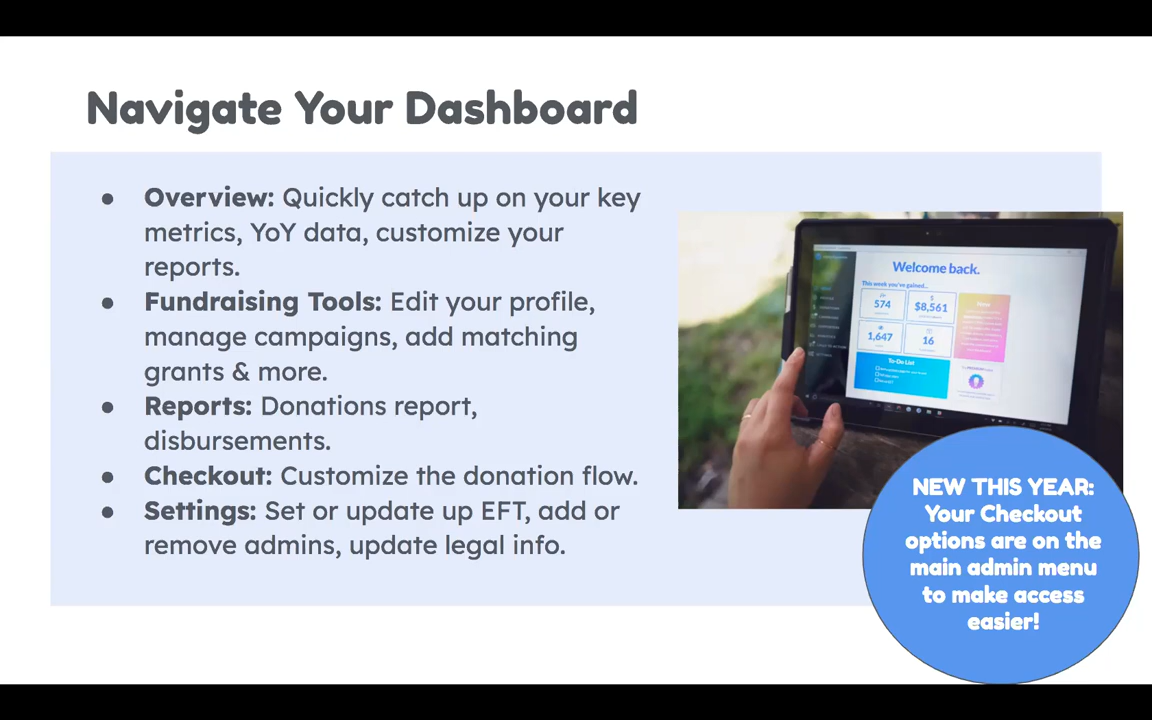 Navigate Your Dashboard
● Overview: Quickly catch up on your key
metrics, YoY data, customize your
reports.
● Fundraising Tools: Edit your profile,
manage campaigns, add matching
grants & more.
● Reports: Donations report,
disbursements.
● Checkout: Customize the donation flow.
● Settings: Set or update up EFT, add or
remove admins, update legal info.
Welcome back.
This week you've gained...
574
$8,561
1,647
16
To-Do List
NEW THIS YEAR:
Your Checkout
options are on the
main admin menu
to make access
easier!